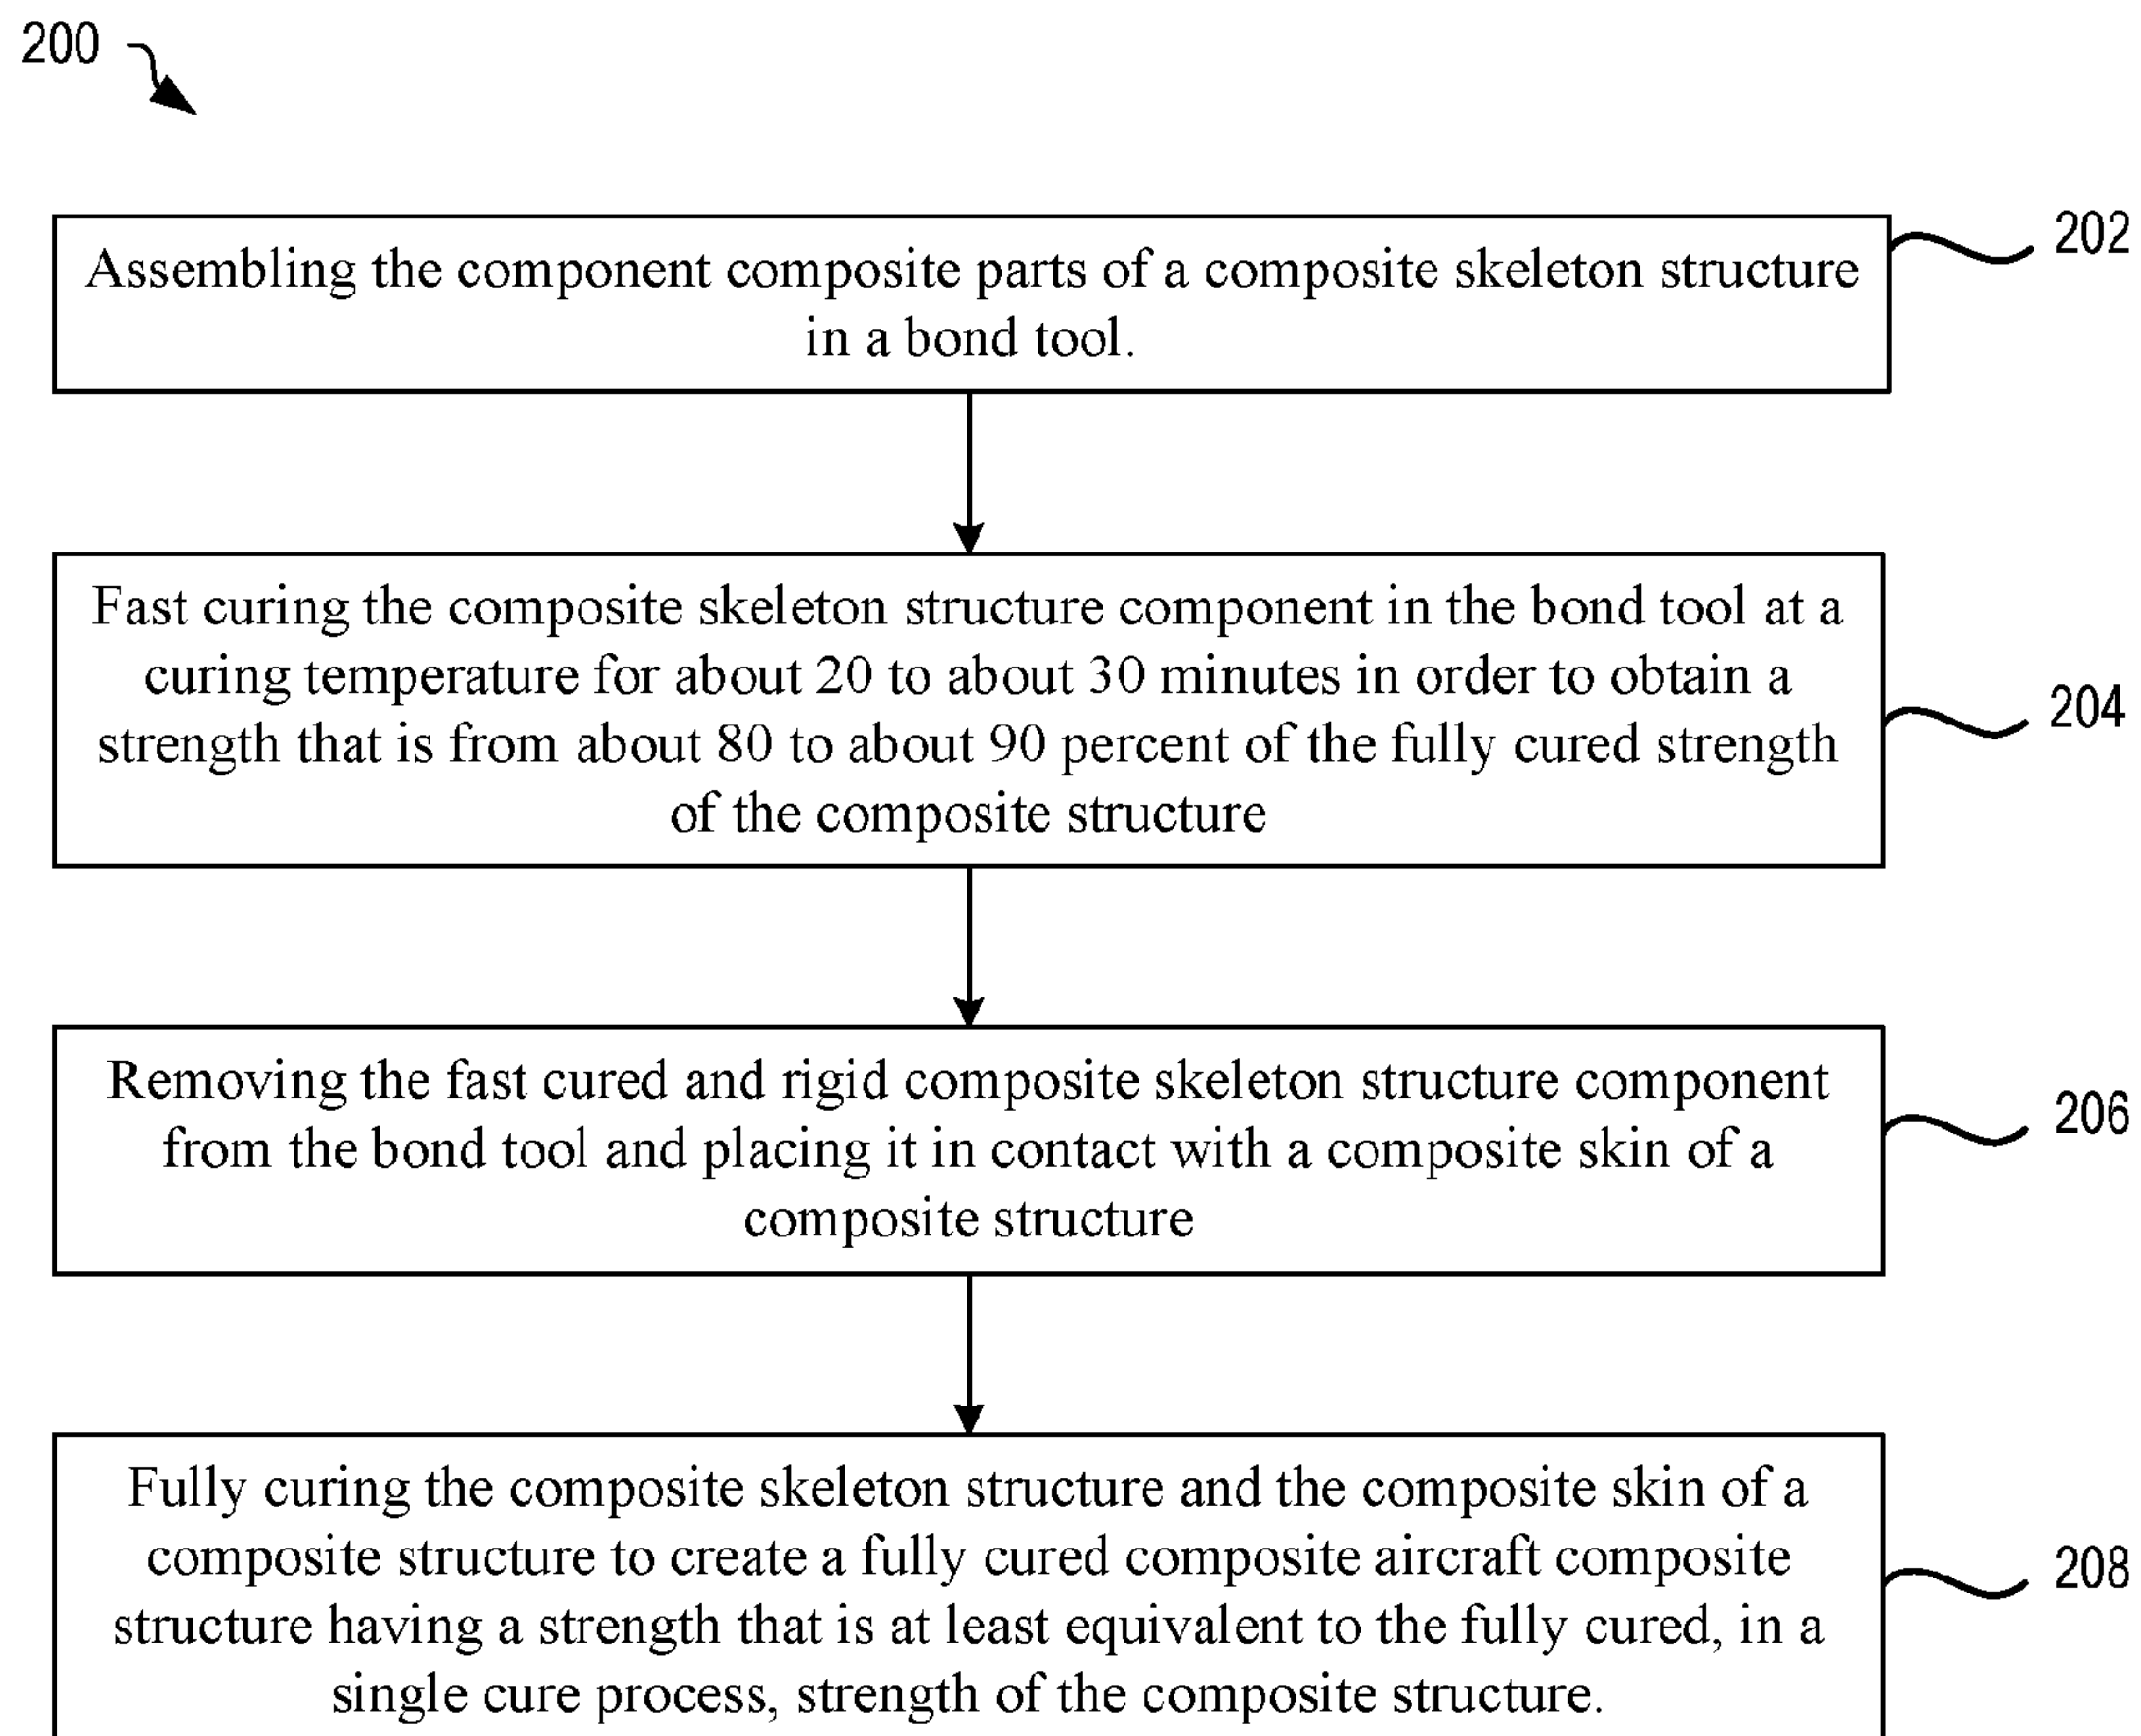 200
202
Assembling the component composite parts of a composite skeleton structure
in a bond tool.
Fast curing the composite skeleton structure component in the bond tool at a
curing temperature for about 20 to about 30 minutes in order to obtain a
204
strength that is from about 80 to about 90 percent of the fully cured strength
of the composite structure
Removing the fast cured and rigid composite skeleton structure component
206
from the bond tool and placing it in contact with a composite skin of a
composite structure
Fully curing the composite skeleton structure and the composite skin of a
composite structure to create a fully cured composite aircraft composite
208
structure having a strength that is at least equivalent to the fully cured, in a
single cure process, strength of the composite structure.